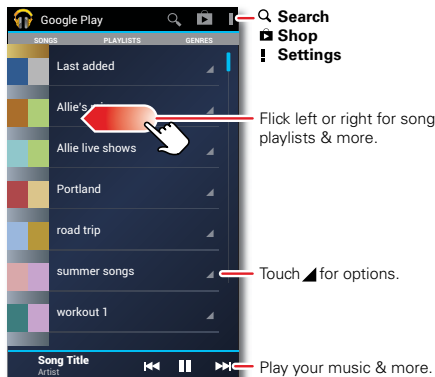 Google Play
SONGS PLAYLISTS GENRES
Last added
Allie's
Allie live shows
Portland
road trip
summer songs
workout 1
Song Title
Artist
Search
Shop
Settings
Flick left or right for song
playlists & more.
Touch for options.
Play your music & more.